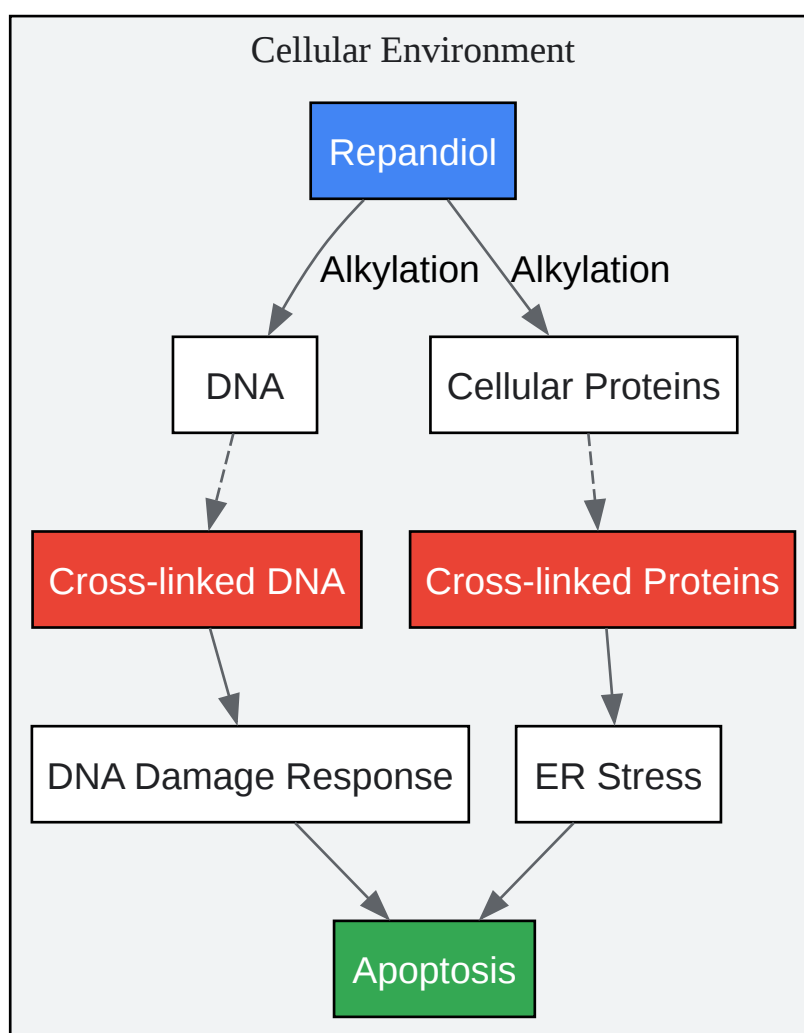 Cellular Environment
Repandiol
Alkylation Alkylation
DNA
Cellular Proteins
Cross-linked DNA
Cross-linked Proteins
DNA Damage Response
ER Stress
Apoptosis